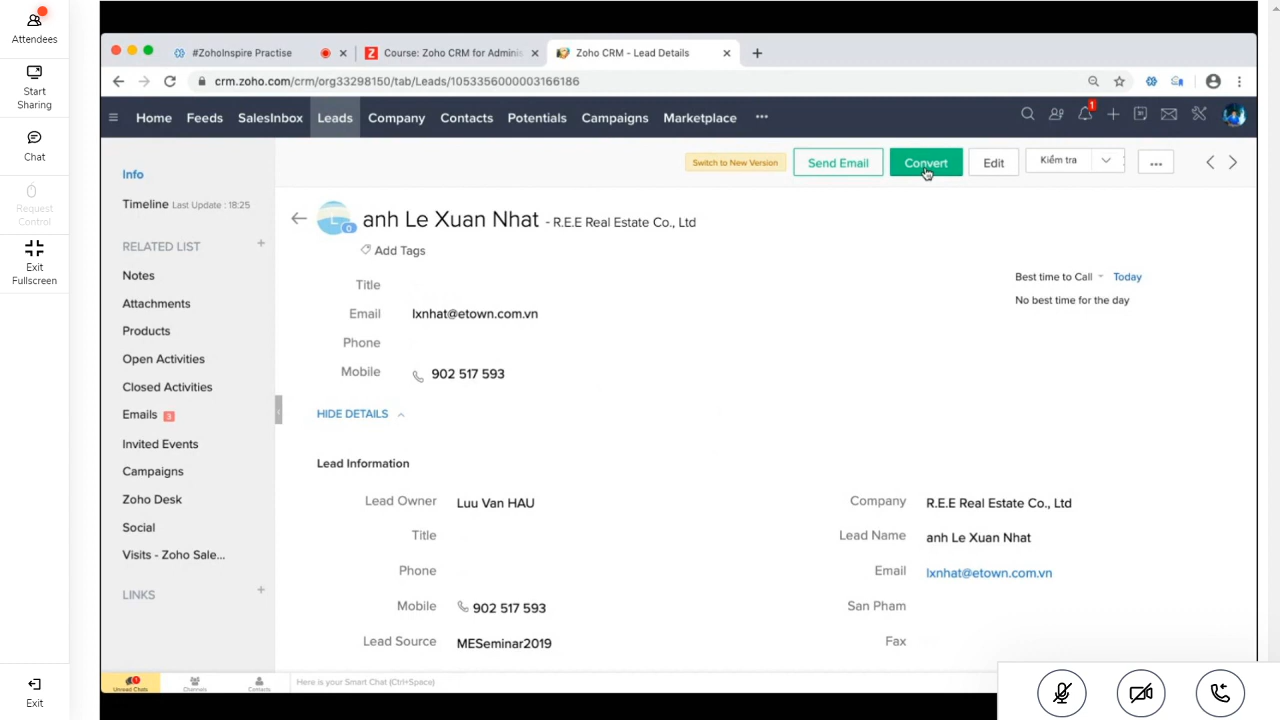 Attendees
Start
Sharing
Chat
Request
Control
Exit
Fullscreen
Exit
#ZohoInspire Practise
Course: Zoho CRM for Adminis
Zoho CRM - Lead Details
crm.zoho.com/crm/org33298150/tab/Leads/1053356000003166186
Home Feeds SalesInbox Leads Company Contacts Potentials Campaigns Marketplace
1
Switch to New Version
Send Email
Convert
Edit
Kiểm tra
Info
Timeline Last Update : 18:25
RELATED LIST
Notes
Attachments
Products
Open Activities
Closed Activities
Emails 3
Invited Events
Campaigns
Zoho Desk
Social
Visits - Zoho Sale...
LINKS
L
0
anh Le Xuan Nhat - R.E.E Real Estate Co., Ltd
Add Tags
Title
Email lxnhat@etown.com.vn
Phone
Mobile 902 517 593
Best time to Call Today
No best time for the day
HIDE DETAILS
Lead Information
Lead Owner Luu Van HAU
Company R.E.E Real Estate Co., Ltd
Title
Lead Name anh Le Xuan Nhat
Phone
Email lxnhat@etown.com.vn
Mobile 902 517 593
San Pham
Lead Source MESeminar2019
Fax
Unread Chats
Channels
Contacts
Here is your Smart Chat (Ctrl+Space)